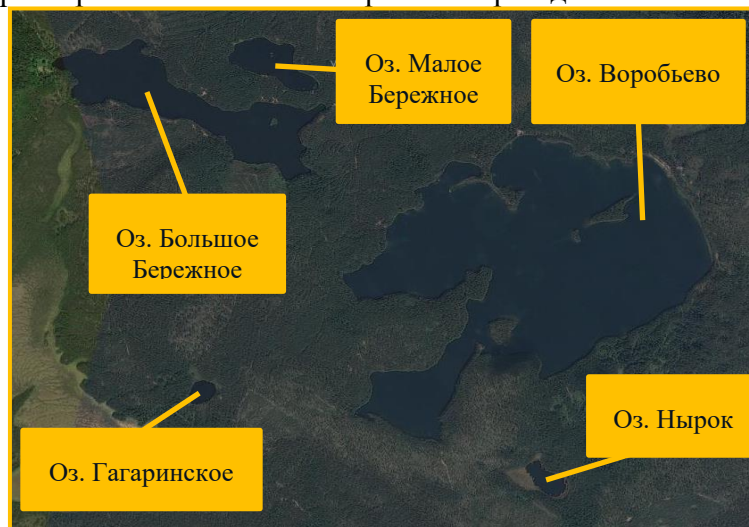 Оз. Малое
Бережное
Оз. Воробьево
Оз. Большое
Бережное
Оз. Нырок
Оз. Гагаринское